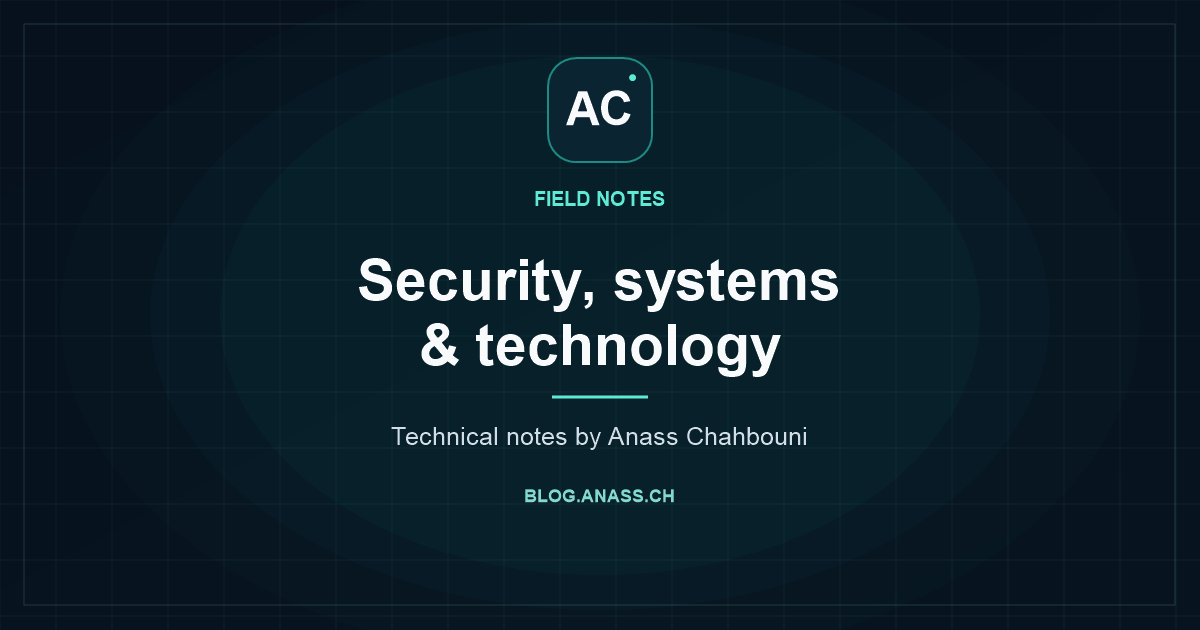 AC
FIELD NOTES
Security, systems
& technology
Technical notes by Anass Chahbouni
BLOG.ANASS.CH